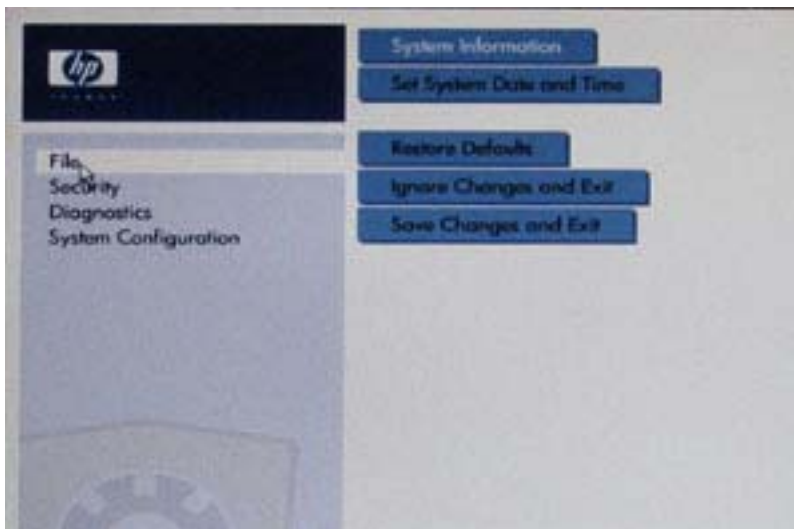 hp
File
Security
Diagnostics
System Configuration
System Information
Set System Date and Time
Restore Defaults
Ignore Changes and Exit
Save Changes and Exit